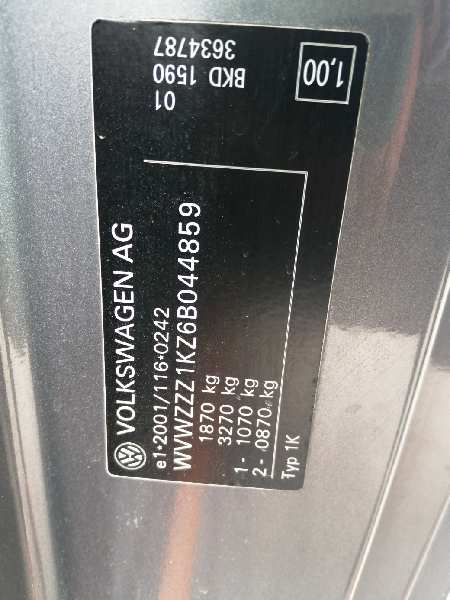 VOLKSWAGEN AG
e1*2001/116*0242
WVWZZZ1KZ6B044859
1870 kg
3270 kg
1- 1070 kg
2- 0870 kg
Typ 1K
01
BKD 1590
3634787
1,00